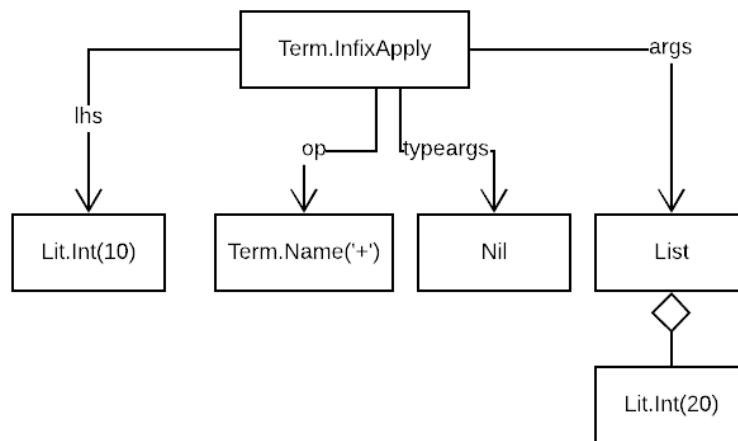 Term.InfixApply
args
lhs
op
typeargs
Lit.Int(10)
Term.Name('+')
Nil
List
Lit.Int(20)